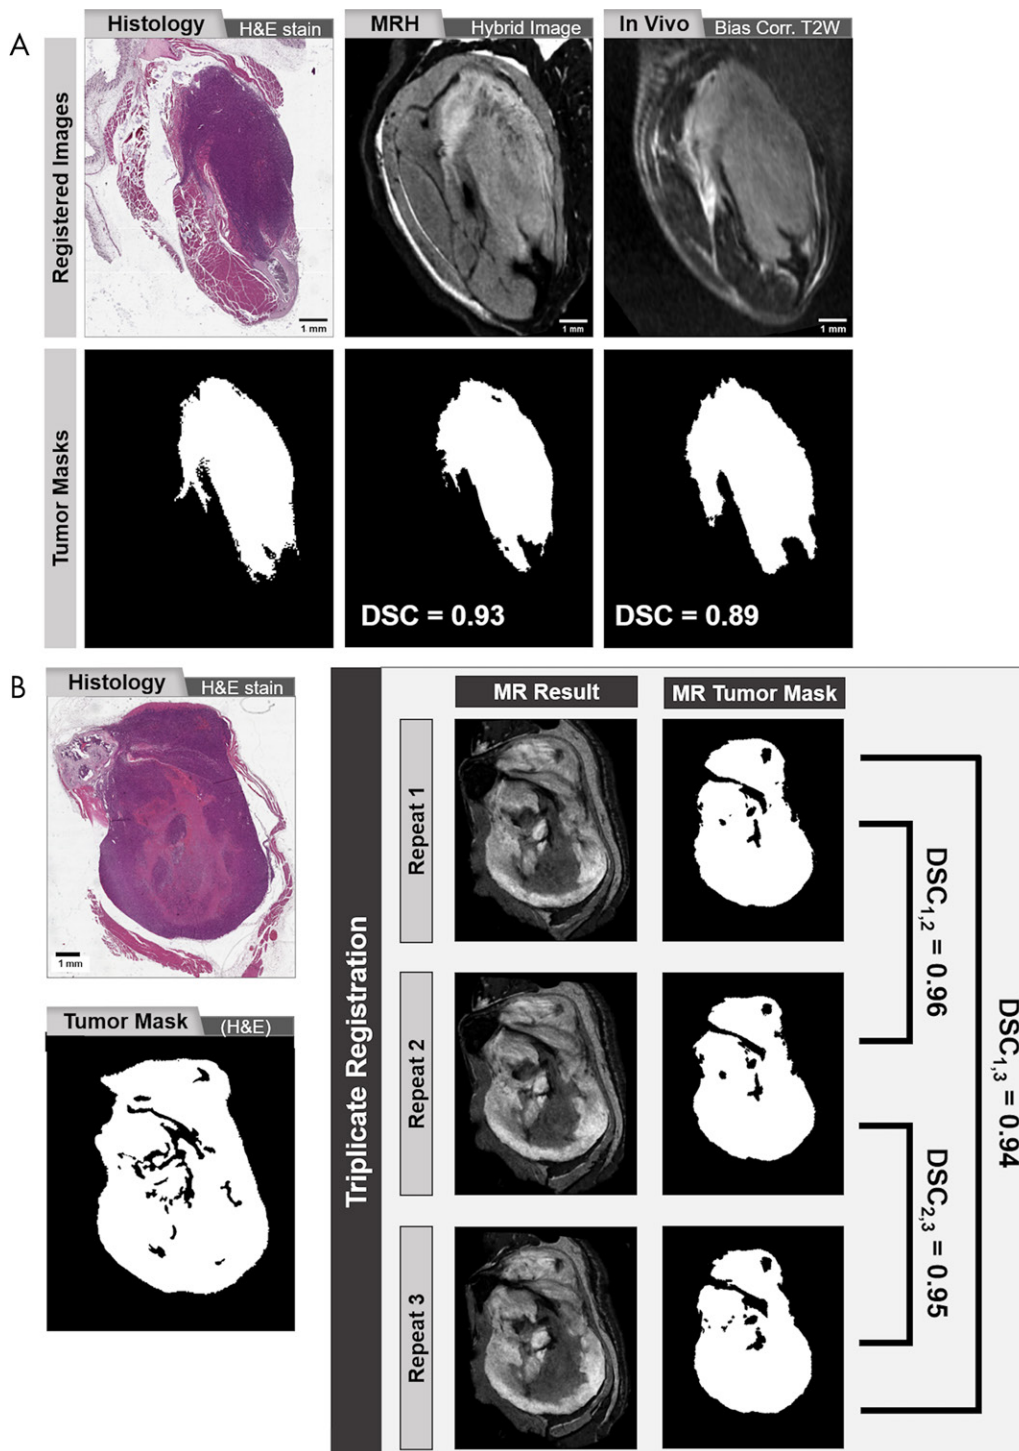 A
Histology H&E stain
MRH Hybrid Image
In Vivo Bias Corr. T2W
Registered Images
1 mm
1 mm
1 mm
Tumor Masks
DSC = 0.93
DSC = 0.89
B
Histology H&E stain
1 mm
Tumor Mask (H&E)
Triplicate Registration
MR Result
MR Tumor Mask
Repeat 1
Repeat 2
Repeat 3
DSC1,2 = 0.96
DSC2,3 = 0.95
DSC1,3 = 0.94